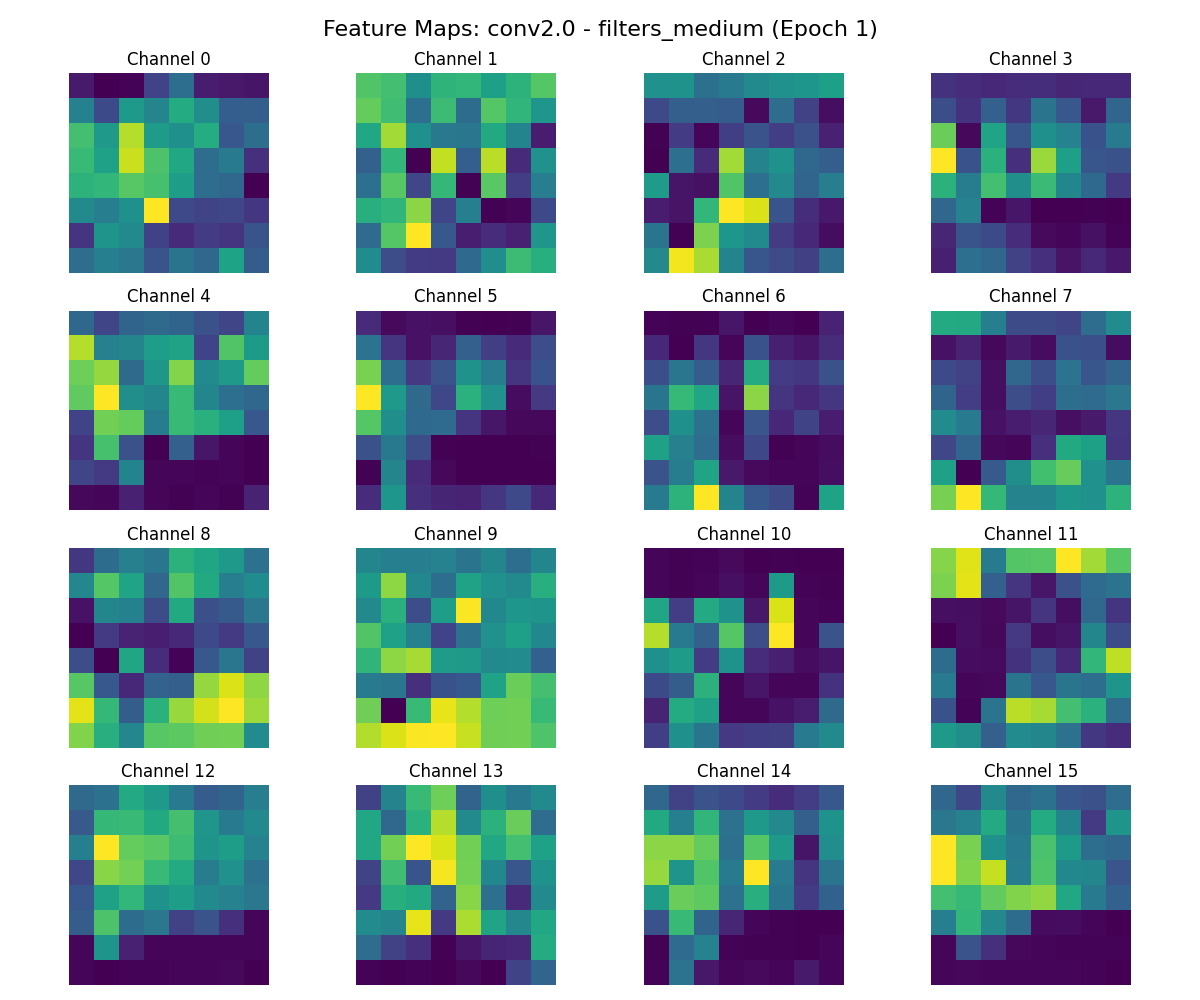 Feature Maps: conv2.0 - filters_medium (Epoch 1)
Channel 0
Channel 1
Channel 2
Channel 3
Channel 4
Channel 5
Channel 6
Channel 7
Channel 8
Channel 9
Channel 10
Channel 11
Channel 12
Channel 13
Channel 14
Channel 15